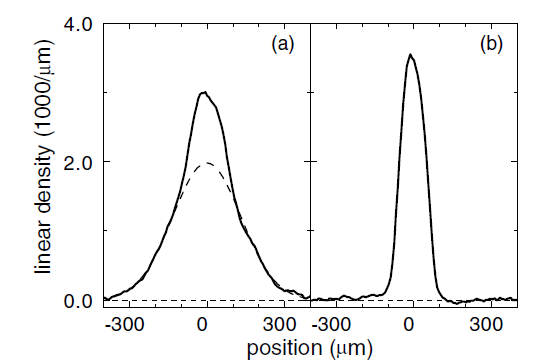 4.0
(a)
(b)
linear density (1000/μm)
2.0
0.0
-300
0
300
-300
0
300
position (μm)